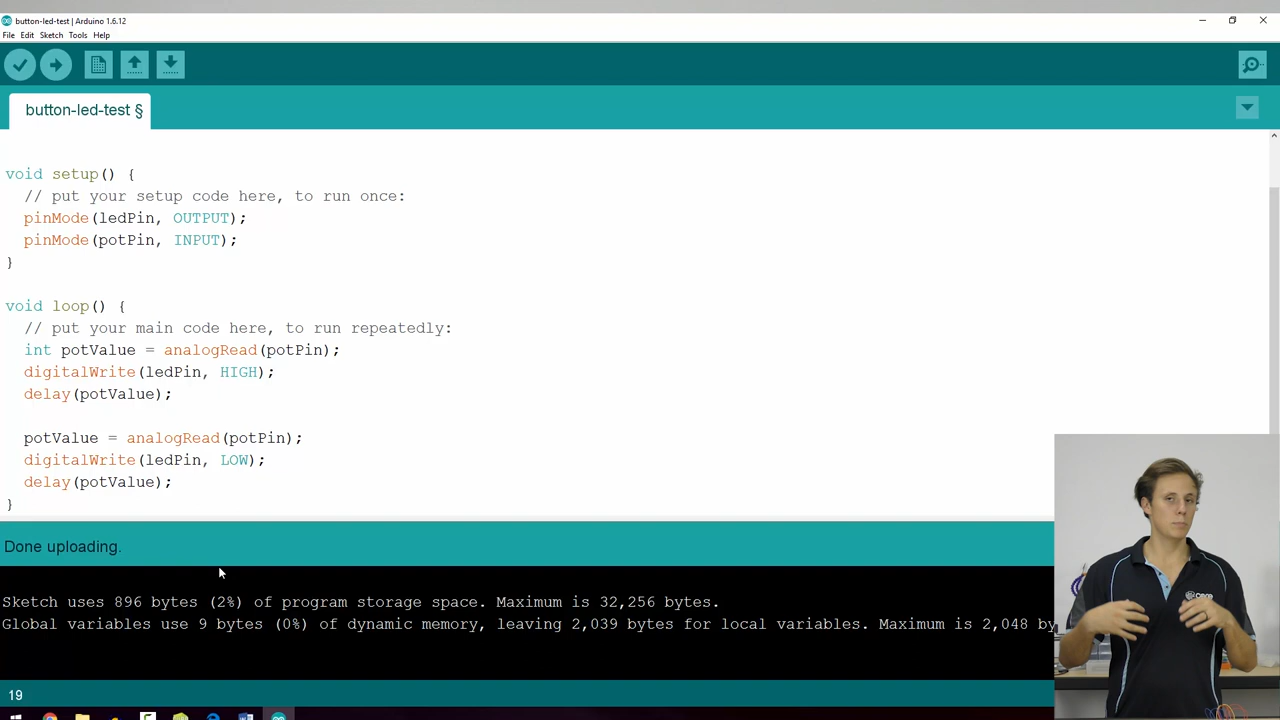 button-led-test | Arduino 1.6.12
File Edit Sketch Tools Help
button-led-test §
void setup() {
// put your setup code here, to run once:
pinMode(ledPin, OUTPUT);
pinMode(potPin, INPUT);
}
void loop() {
// put your main code here, to run repeatedly:
int potValue = analogRead(potPin);
digitalWrite(ledPin, HIGH);
delay(potValue);
potValue = analogRead(potPin);
digitalWrite(ledPin, LOW);
delay(potValue);
}
Done uploading.
Sketch uses 896 bytes (2%) of program storage space. Maximum is 32,256 bytes.
Global variables use 9 bytes (0%) of dynamic memory, leaving 2,039 bytes for local variables. Maximum is 2,048 by
19